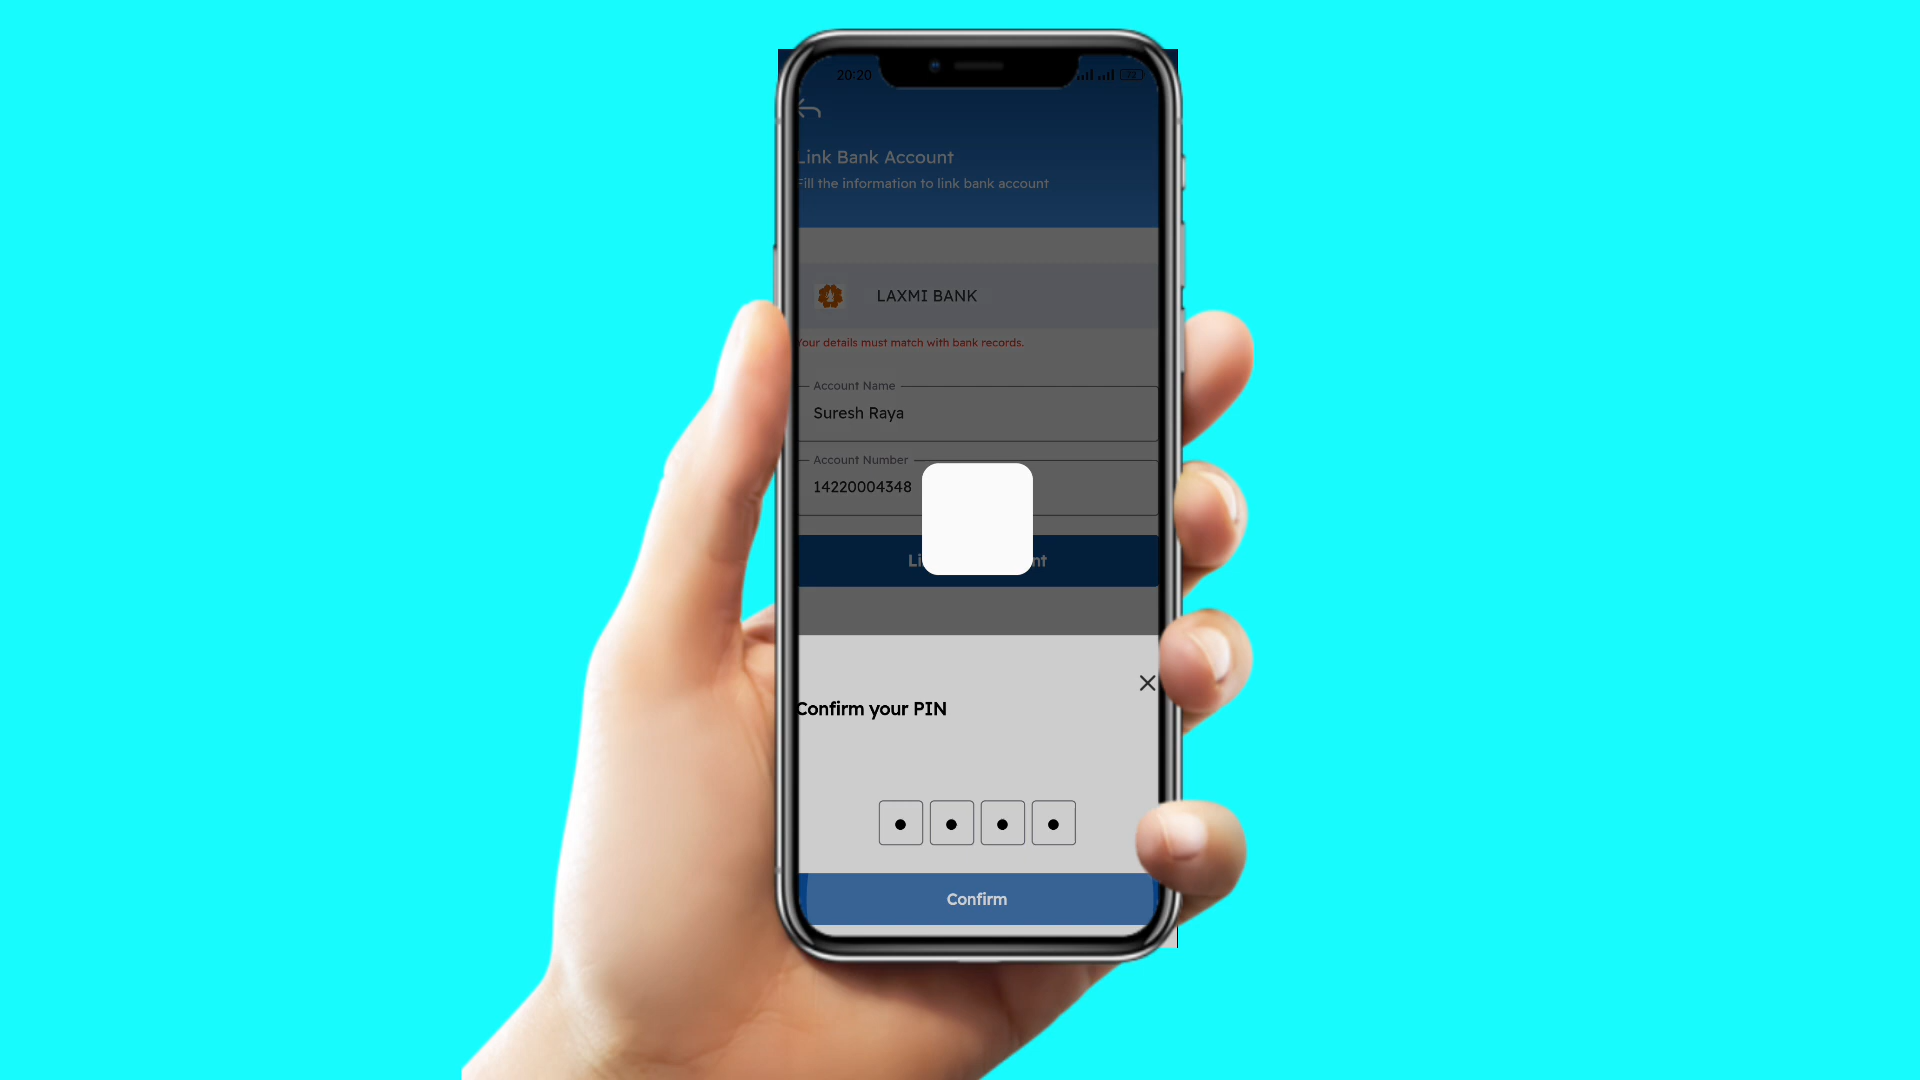 20:20
72
Link Bank Account
Fill the information to link bank account
LAXMI BANK
Your details must match with bank records.
Account Name
Suresh Raya
Account Number
14220004348
Confirm your PIN
Confirm